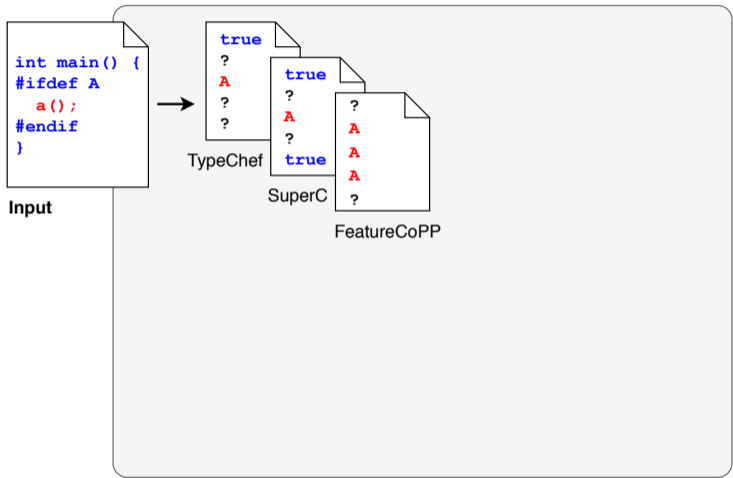 int main() {
#ifdef A
a();
#endif
}
Input
true
?
A
?
?
TypeChef
true
?
A
?
true
SuperC
?
A
A
A
?
FeatureCoPP